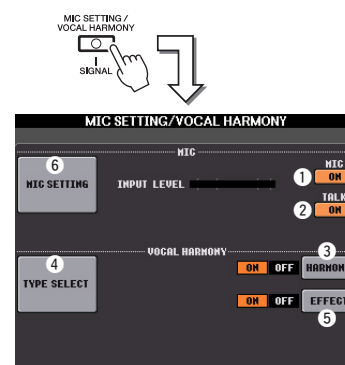 MIC SETTING /
VOCAL HARMONY
SIGNAL
MIC SETTING/VOCAL HARMONY
MIC
6
MIC SETTING
INPUT LEVEL
MIC
1 ON
TALK
2 ON
VOCAL HARMONY
4
TYPE SELECT
3
ON OFF HARMON
ON OFF EFFECT
5